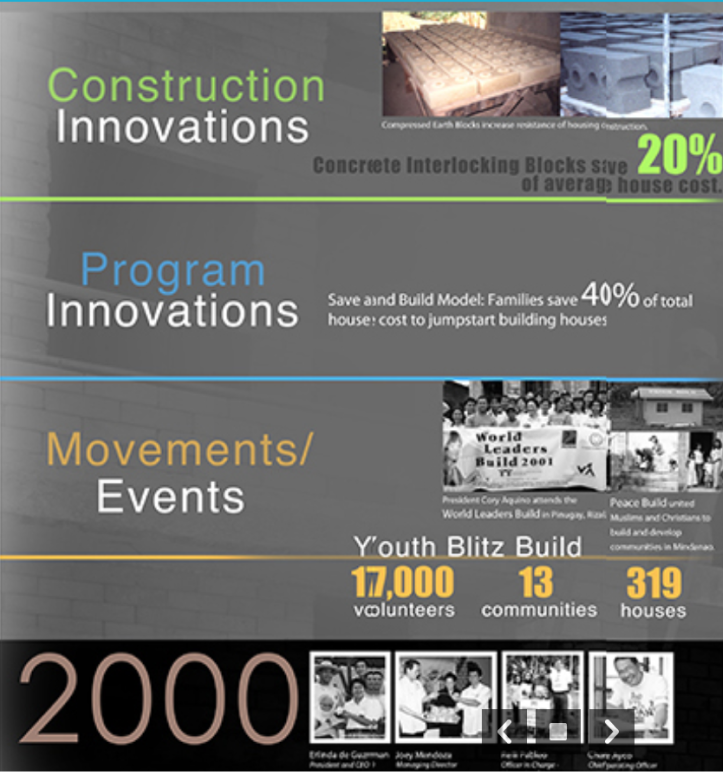 Construction
Innovations
Compressed Earth Blocks increase resistance of housing construction.
Concrete Interlocking Blocks save 20%
of average house cost.
Program
Innovations
Save and Build Model: Families save 40% of total
house cost to jumpstart building houses
Movements/
Events
World
Leaders
Build 2001
President Cory Aquino attends the
World Leaders Build in Pinugay, Rizal
Peace Build united
Muslims and Christians to
build and develop
communities in Mindanao.
Youth Blitz Build
17,000
volunteers
13
communities
319
houses
2000
Erlinda de Guzman
President and CEO
Joey Mendoza
Managing Director
Officer in Charge
Ayco
Chief Operating Officer